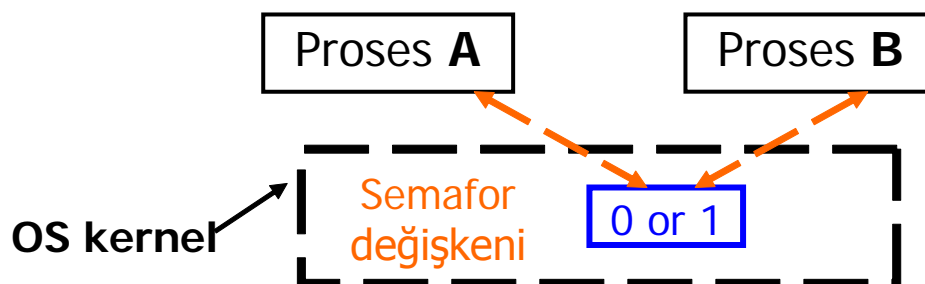 Proses A
Proses B
Semafor
değişkeni
0 or 1
OS kernel